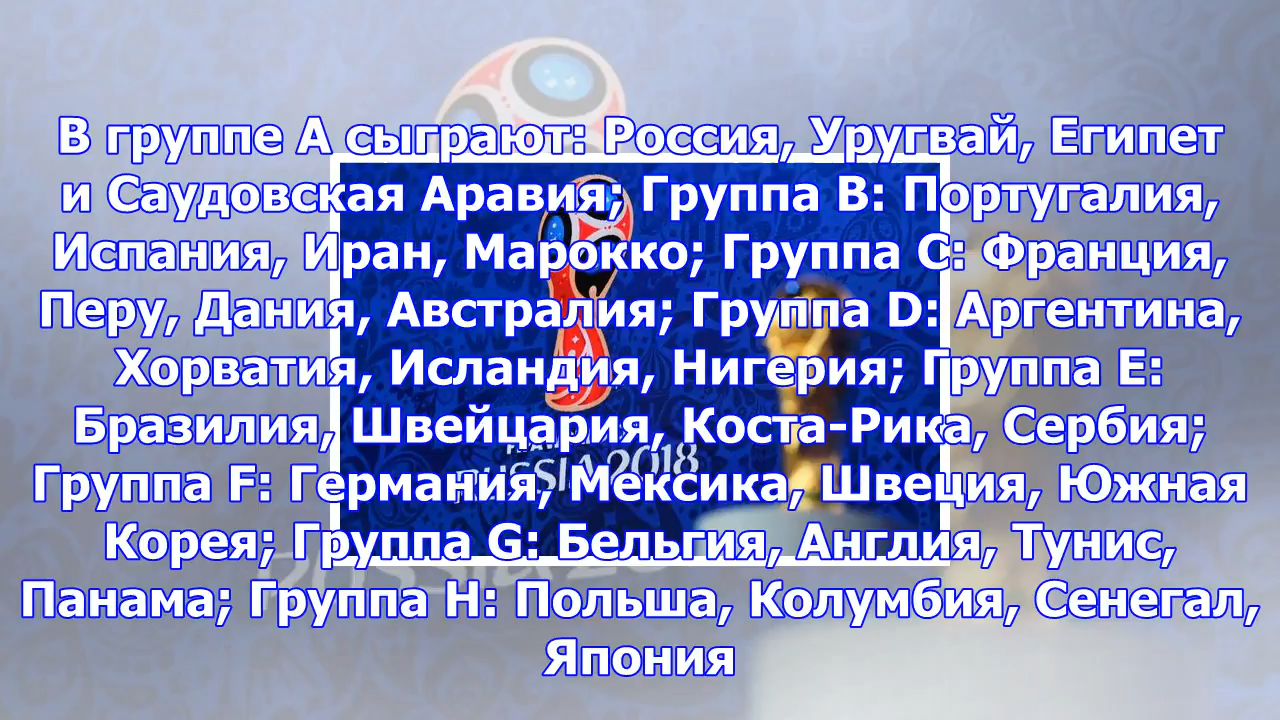 В группе А сыграют: Россия, Уругвай, Египет
и Саудовская Аравия; Группа B: Португалия,
Испания, Иран, Марокко; Группа С: Франция,
Перу, Дания, Австралия; Группа D: Аргентина,
Хорватия, Исландия, Нигерия; Группа Е:
Бразилия, Швейцария, Коста-Рика, Сербия;
RUSSIA 2018
Группа F: Германия, Мексика, Швеция, Южная
Корея; Группа G: Бельгия, Англия, Тунис,
Панама; Группа Н: Польша, Колумбия, Сенегал,
Япония